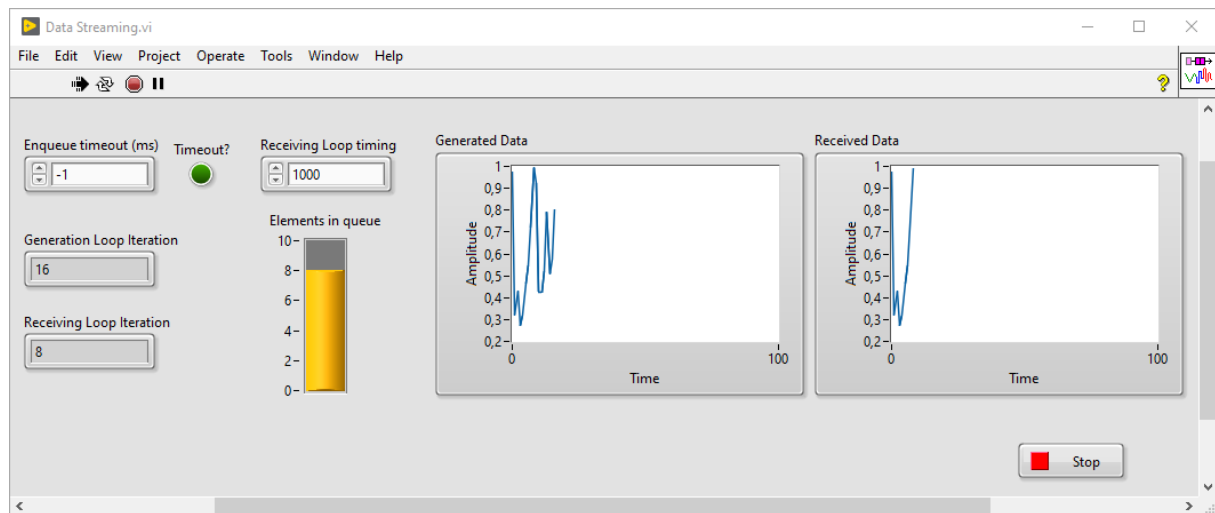 Data Streaming.vi
File Edit View Project Operate Tools Window Help
Enqueue timeout (ms)
-1
Timeout?
Receiving Loop timing
1000
Generation Loop Iteration
16
Receiving Loop Iteration
8
Elements in queue
10
8
6
4
2
0
Generated Data
Amplitude
1
0,9
0,8
0,7
0,6
0,5
0,4
0,3
0,2
0
100
Time
Received Data
Amplitude
1
0,9
0,8
0,7
0,6
0,5
0,4
0,3
0,2
0
100
Time
Stop